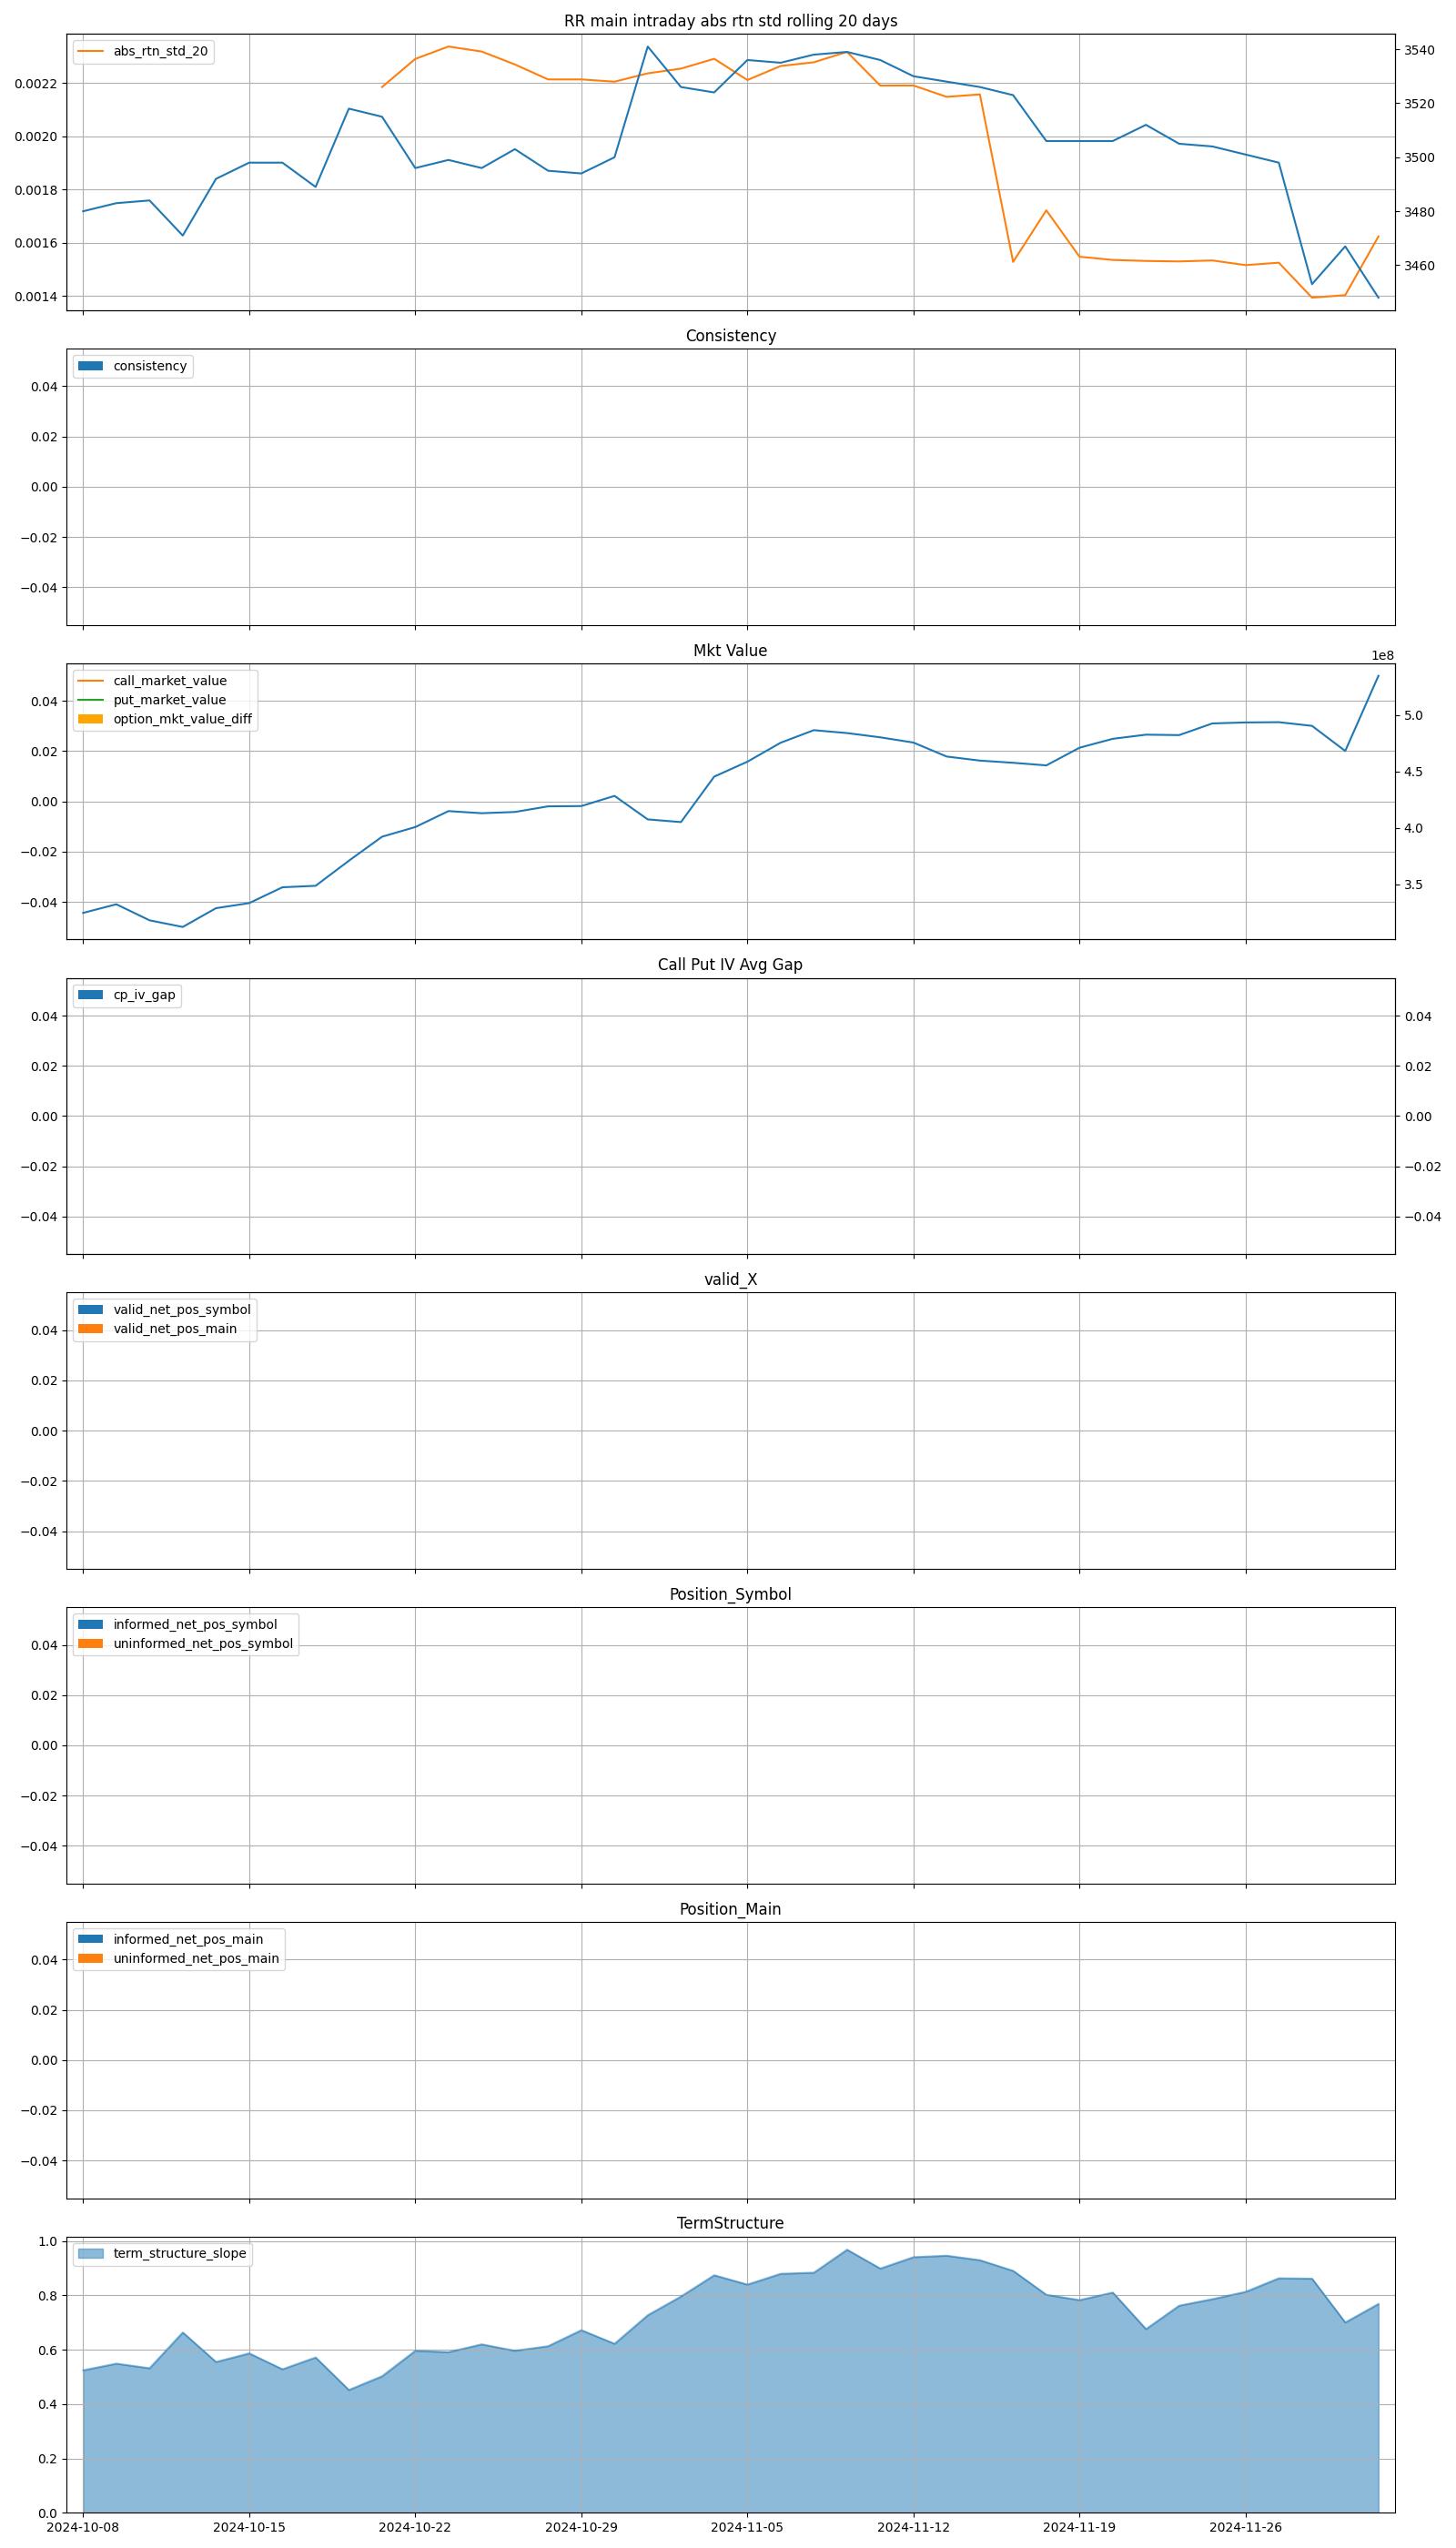 RR main intraday abs rtn std rolling 20 days
abs_rtn_std_20
0.0022
0.0020
0.0018
0.0016
0.0014
3540
3520
3500
3480
3460
Consistency
consistency
0.04
0.02
0.00
−0.02
−0.04
Mkt Value
1e8
call_market_value
put_market_value
option_mkt_value_diff
0.04
0.02
0.00
−0.02
−0.04
5.0
4.5
4.0
3.5
Call Put IV Avg Gap
cp_iv_gap
0.04
0.02
0.00
−0.02
−0.04
0.04
0.02
0.00
−0.02
−0.04
valid_X
valid_net_pos_symbol
valid_net_pos_main
0.04
0.02
0.00
−0.02
−0.04
Position_Symbol
informed_net_pos_symbol
uninformed_net_pos_symbol
0.04
0.02
0.00
−0.02
−0.04
Position_Main
informed_net_pos_main
uninformed_net_pos_main
0.04
0.02
0.00
−0.02
−0.04
TermStructure
term_structure_slope
1.0
0.8
0.6
0.4
0.2
0.0
2024-10-08 2024-10-15 2024-10-22 2024-10-29 2024-11-05 2024-11-12 2024-11-19 2024-11-26